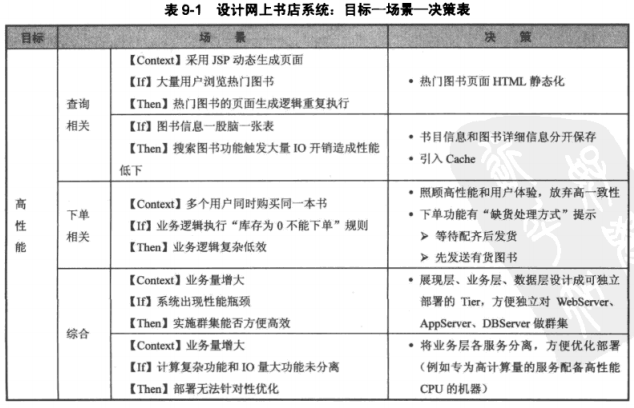 表 9-1 设计网上书店系统：目标—场景—决策表
目标 场 景 决 策
高性能
查询相关
【Context】采用 JSP 动态生成页面
【If】大量用户浏览热门图书
【Then】热门图书的页面生成逻辑重复执行
• 热门图书页面 HTML 静态化
【If】图书信息一股脑一张表
【Then】搜索图书功能触发大量 IO 开销造成性能
低下
• 书目信息和图书详细信息分开保存
• 引入 Cache
下单相关
【Context】多个用户同时购买同一本书
【If】业务逻辑执行“库存为 0 不能下单”规则
【Then】业务逻辑复杂低效
• 照顾高性能和用户体验，放弃高一致性
• 下单功能有“缺货处理方式”提示
➢ 等待配齐后发货
➢ 先发送有货图书
综合
【Context】业务量增大
【If】系统出现性能瓶颈
【Then】实施群集能否方便高效
• 展现层、业务层、数据层设计成可独立
部署的 Tier，方便独立对 WebServer、
AppServer、DBServer 做群集
【Context】业务量增大
【If】计算复杂功能和 IO 量大功能未分离
【Then】部署无法针对性优化
• 将业务层各服务分离，方便优化部署
（例如专为高计算量的服务配备高性能
CPU 的机器）